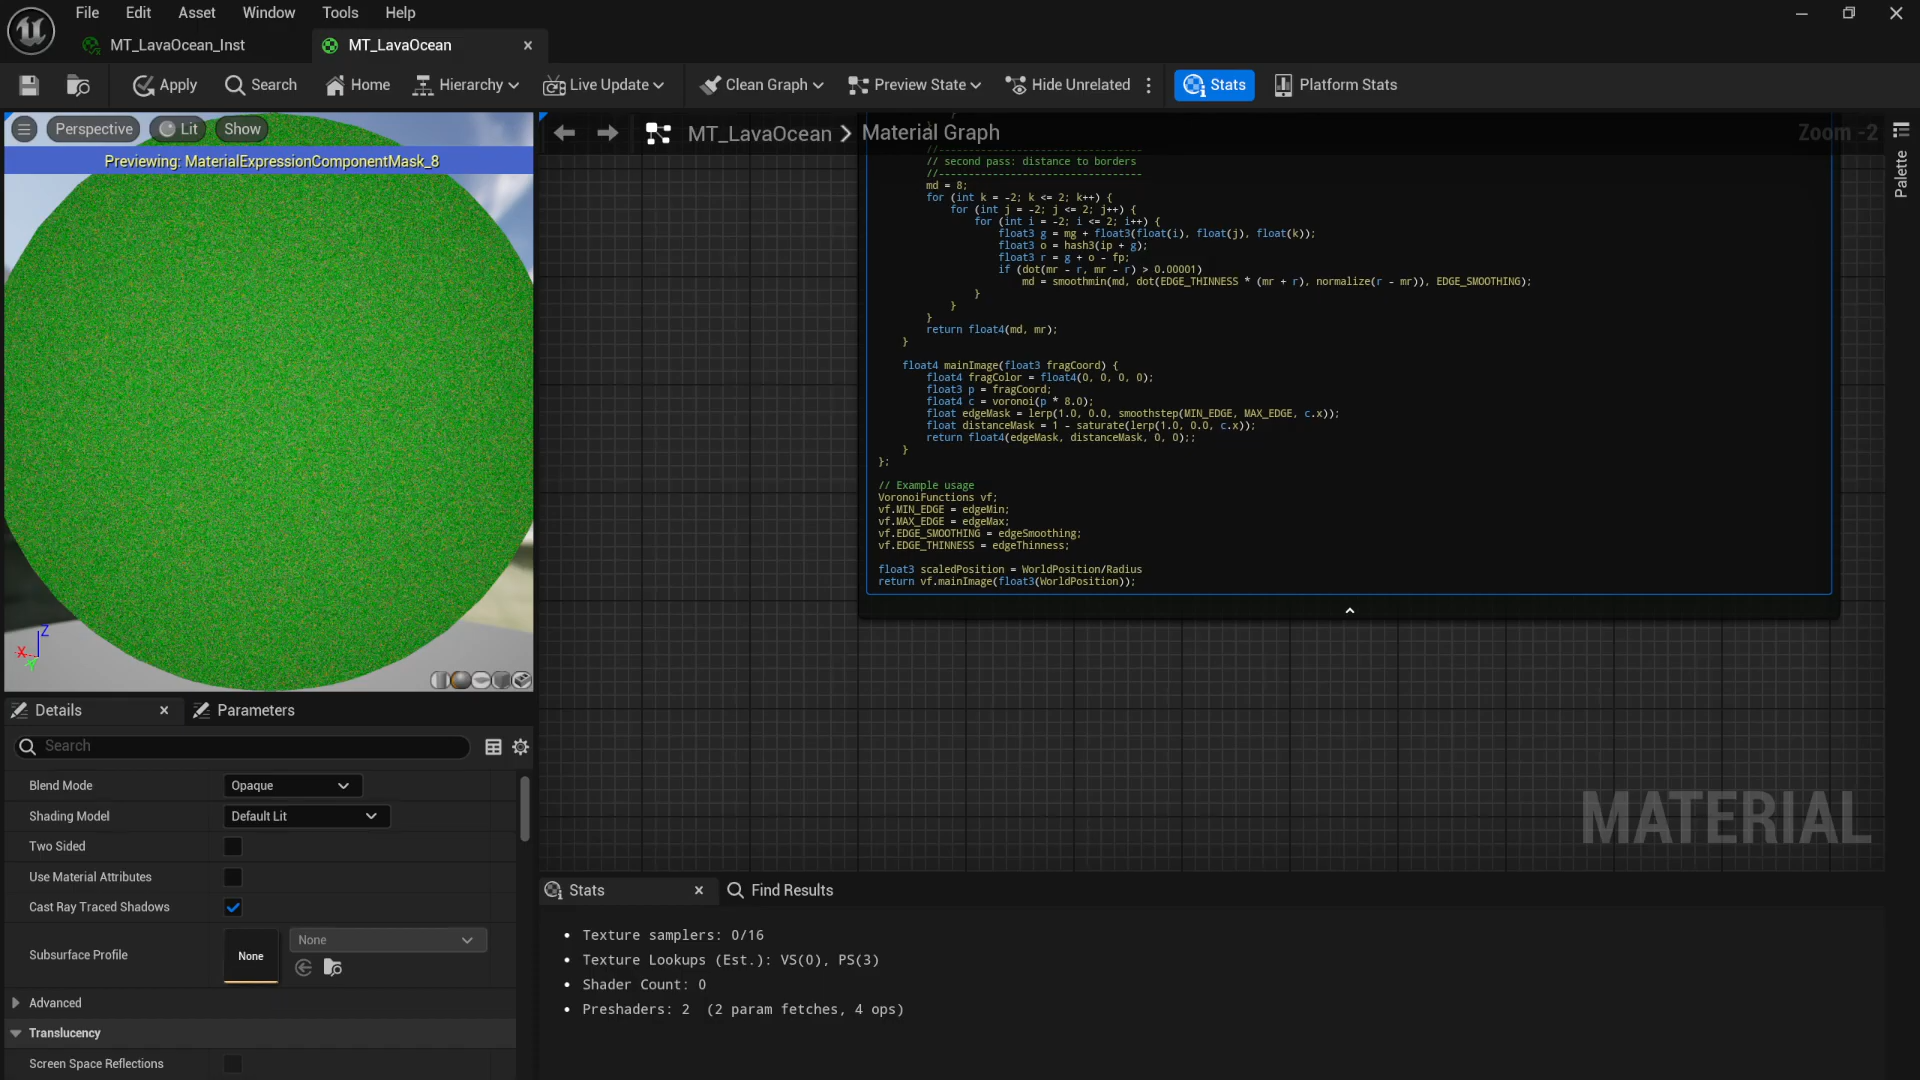 File Edit Asset Window Tools Help
MT_LavaOcean_Inst MT_LavaOcean
Apply Search Home Hierarchy Live Update Clean Graph Preview State Hide Unrelated Stats Platform Stats
Perspective Lit Show
Previewing: MaterialExpressionComponentMask_8
Z
X
Y
MT_LavaOcean Material Graph
Zoom -2
Palette
}
//----------------------------------
// second pass: distance to borders
//----------------------------------
md = 8;
for (int k = -2; k <= 2; k++) {
for (int j = -2; j <= 2; j++) {
for (int i = -2; i <= 2; i++) {
float3 g = mg + float3(float(i), float(j), float(k));
float3 o = hash3(ip + g);
float3 r = g + o - fp;
if (dot(mr - r, mr - r) > 0.00001)
md = smoothmin(md, dot(EDGE_THINNESS * (mr + r), normalize(r - mr)), EDGE_SMOOTHING);
}
}
}
return float4(md, mr);
}
float4 mainImage(float3 fragCoord) {
float4 fragColor = float4(0, 0, 0, 0);
float3 p = fragCoord;
float4 c = voronoi(p * 8.0);
float edgeMask = lerp(1.0, 0.0, smoothstep(MIN_EDGE, MAX_EDGE, c.x));
float distanceMask = 1 - saturate(lerp(1.0, 0.0, c.x));
return float4(edgeMask, distanceMask, 0, 0);;
}
};
// Example usage
VoronoiFunctions vf;
vf.MIN_EDGE = edgeMin;
vf.MAX_EDGE = edgeMax;
vf.EDGE_SMOOTHING = edgeSmoothing;
vf.EDGE_THINNESS = edgeThinness;
float3 scaledPosition = WorldPosition/Radius
return vf.mainImage(float3(WorldPosition));
MATERIAL
Details Parameters
Search
Blend Mode Opaque
Shading Model Default Lit
Two Sided
Use Material Attributes
Cast Ray Traced Shadows
Subsurface Profile None None
Advanced
Translucency
Screen Space Reflections
Stats Find Results
• Texture samplers: 0/16
• Texture Lookups (Est.): VS(0), PS(3)
• Shader Count: 0
• Preshaders: 2 (2 param fetches, 4 ops)